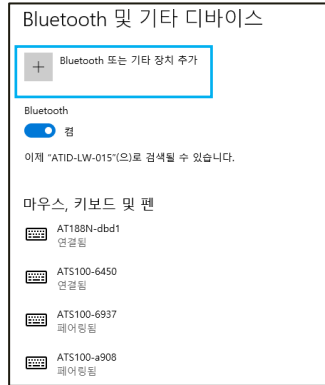 Bluetooth 및 기타 디바이스
Bluetooth 또는 기타 장치 추가
Bluetooth
켬
이제 "ATID-LW-015"(으)로 검색될 수 있습니다.
마우스, 키보드 및 펜
AT188N-dbd1
연결됨
ATS100-6450
연결됨
ATS100-6937
페어링됨
ATS100-a908
페어링됨